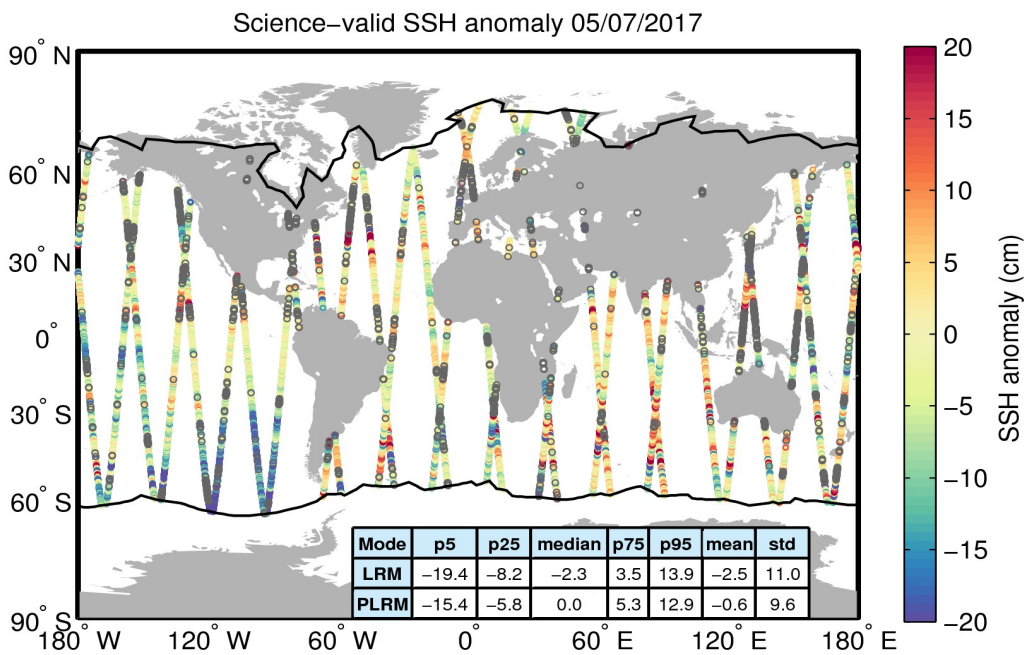 Science−valid SSH anomaly 05/07/2017
90° N
60° N
30° N
0°
30° S
60° S
90° S
180° W
120° W
60° W
0°
60° E
120° E
180° E
Mode p5 p25 median p75 p95 mean std
LRM −19.4 −8.2 −2.3 3.5 13.9 −2.5 11.0
PLRM −15.4 −5.8 0.0 5.3 12.9 −0.6 9.6
20
15
10
5
0
−5
−10
−15
−20
SSH anomaly (cm)